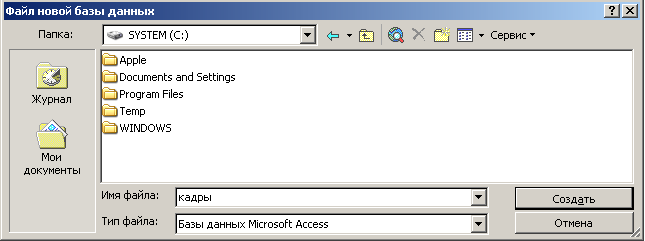 Файл новой базы данных
Папка: SYSTEM (C:) Сервис
Apple
Documents and Settings
Program Files
Temp
WINDOWS
Журнал
Мои
документы
Имя файла: кадры Создать
Тип файла: Базы данных Microsoft Access Отмена